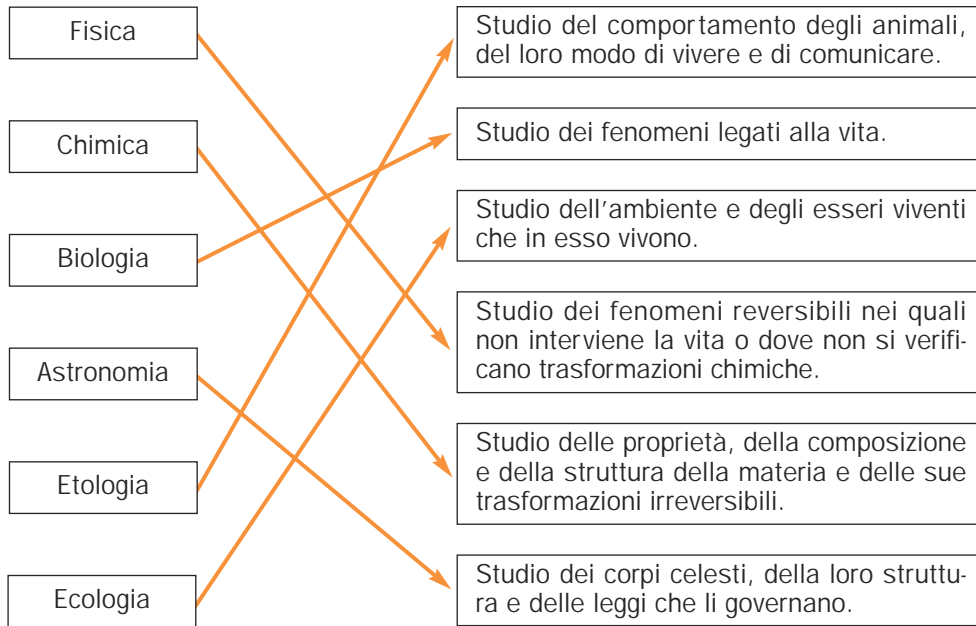 Fisica
Chimica
Biologia
Astronomia
Etologia
Ecologia
Studio del comportamento degli animali,
del loro modo di vivere e di comunicare.
Studio dei fenomeni legati alla vita.
Studio dell'ambiente e degli esseri viventi
che in esso vivono.
Studio dei fenomeni reversibili nei quali
non interviene la vita o dove non si verifi-
cano trasformazioni chimiche.
Studio delle proprietà, della composizione
e della struttura della materia e delle sue
trasformazioni irreversibili.
Studio dei corpi celesti, della loro struttu-
ra e delle leggi che li governano.